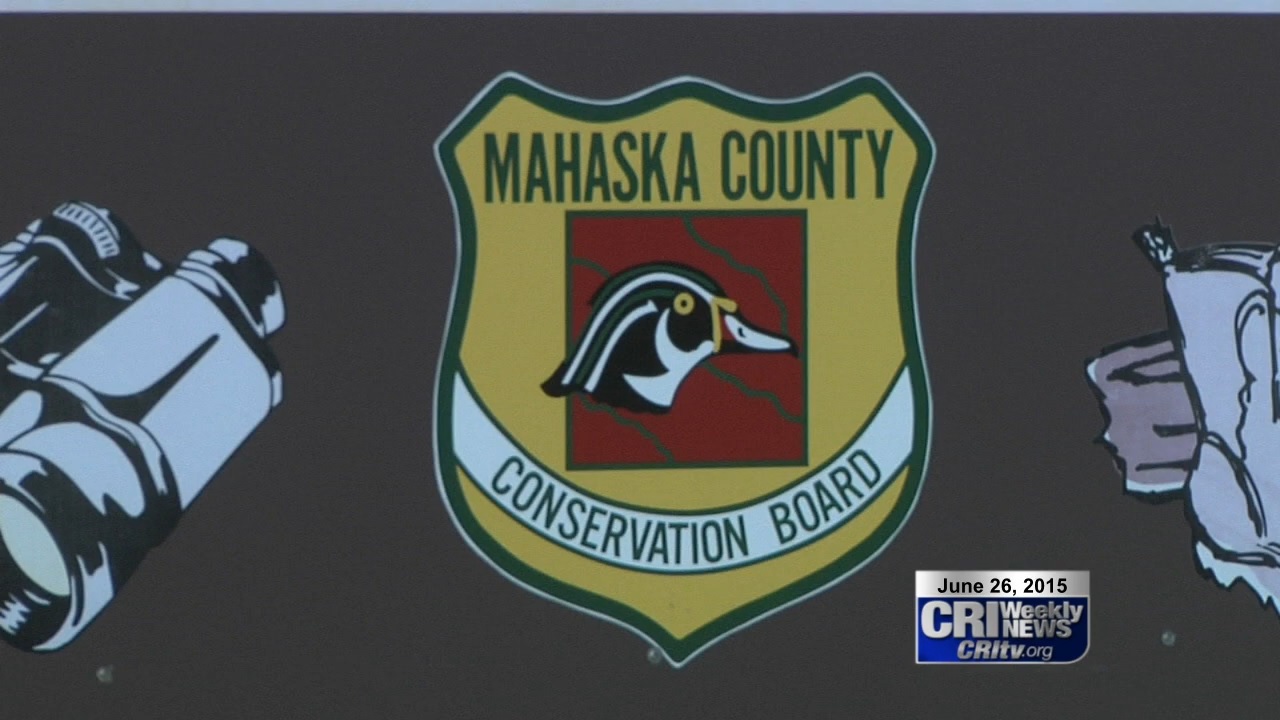 MAHASKA COUNTY
CONSERVATION BOARD
June 26, 2015
CRI Weekly NEWS
CRItv.org